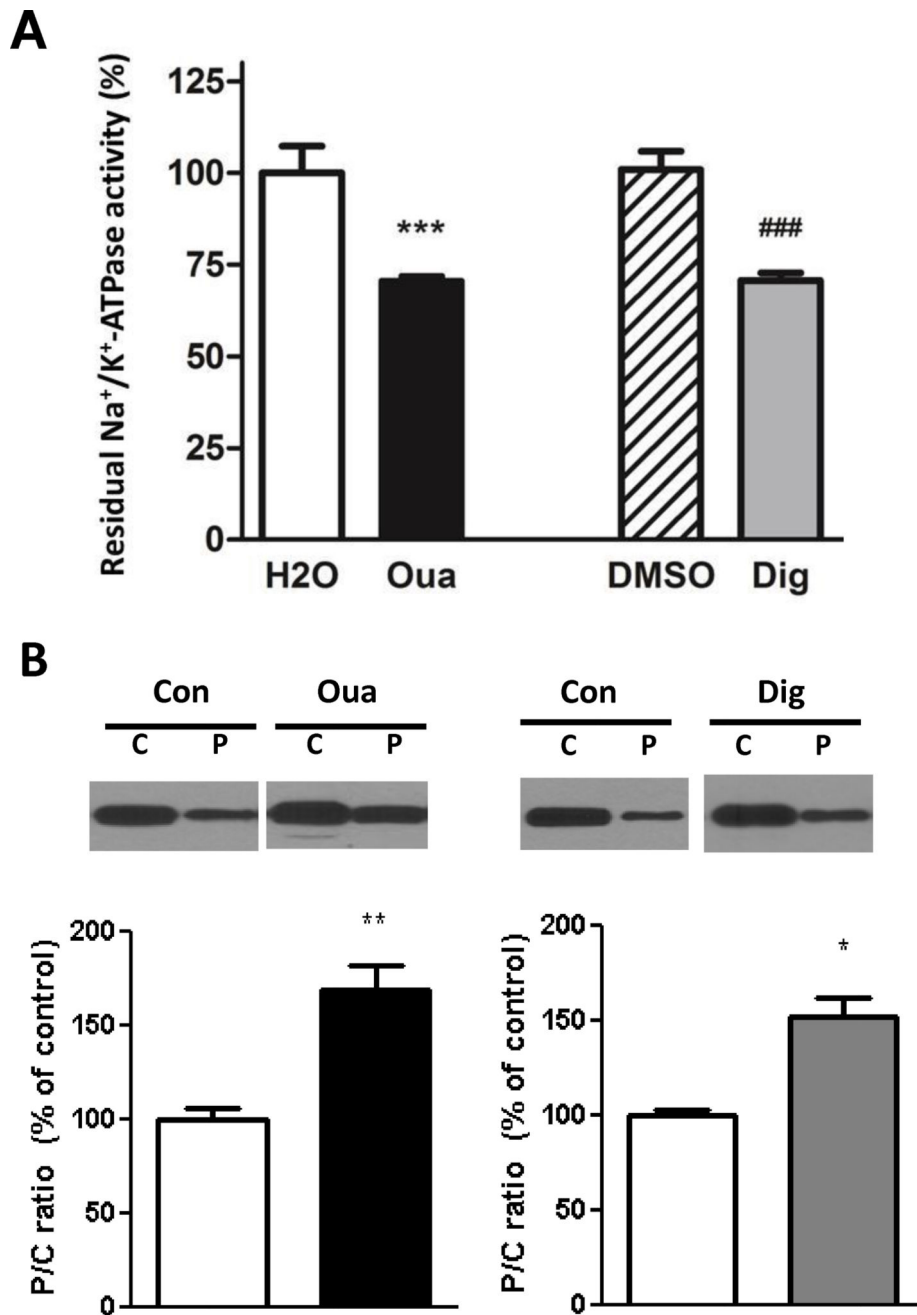 A
Residual Na⁺/K⁺-ATPase activity (%)
125
100
75
50
25
0
***
###
H2O Oua DMSO Dig
B
Con Oua Con Dig
C P C P C P C P
P/C ratio (% of control)
200
150
100
50
0
**
P/C ratio (% of control)
200
150
100
50
0
*